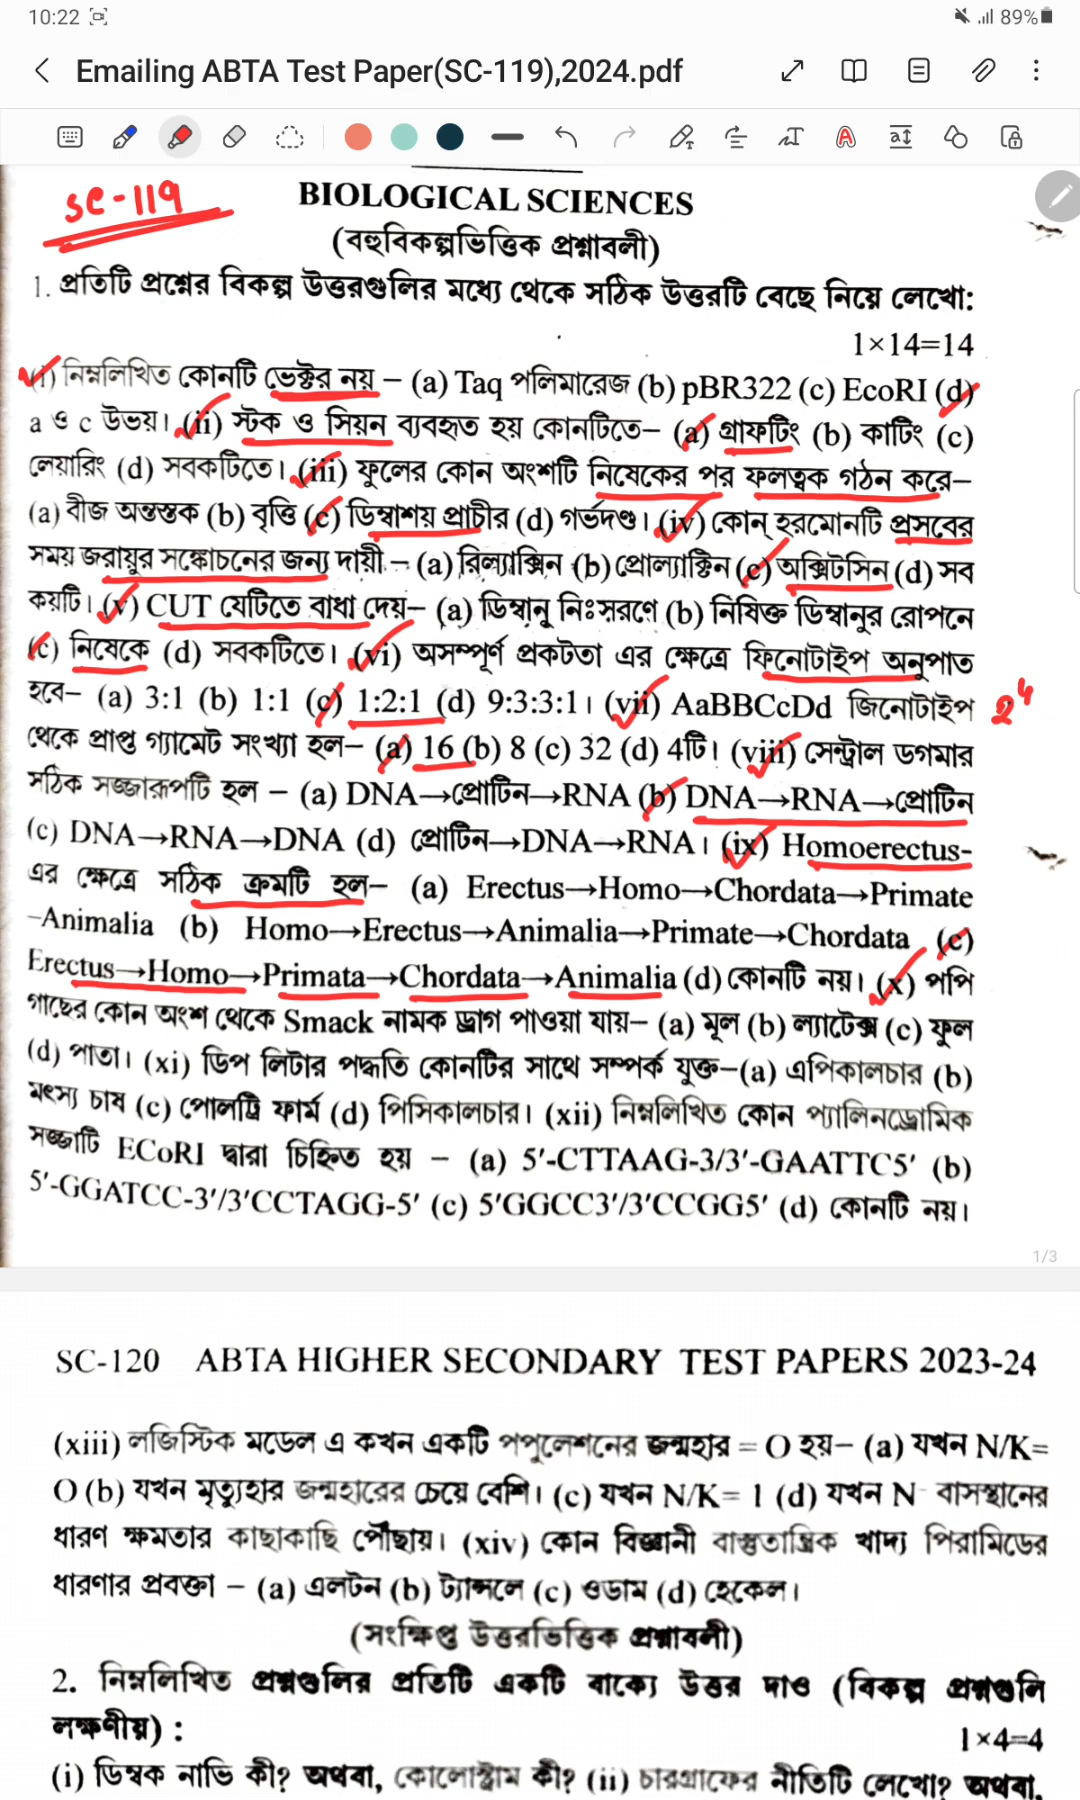 10:22
89%
Emailing ABTA Test Paper(SC-119),2024.pdf
SC-119
BIOLOGICAL SCIENCES
(বহুবিকল্পভিত্তিক প্রশ্নাবলী)
1. প্রতিটি প্রশ্নের বিকল্প উত্তরগুলির মধ্যে থেকে সঠিক উত্তরটি বেছে নিয়ে লেখো:
1×14=14
(i) নিম্নলিখিত কোনটি ভেক্টর নয় – (a) Taq পলিমারেজ (b) pBR322 (c) EcoRI (d)
a ও c উভয়। (ii) স্টক ও সিয়ন ব্যবহৃত হয় কোনটিতে– (a) গ্রাফটিং (b) কাটিং (c)
লেয়ারিং (d) সবকটিতে। (iii) ফুলের কোন অংশটি নিষেকের পর ফলত্বক গঠন করে–
(a) বীজ অন্তস্তক (b) বৃতি (c) ডিম্বাশয় প্রাচীর (d) গর্ভদণ্ড। (iv) কোন্ হরমোনটি প্রসবের
সময় জরায়ুর সঙ্কোচনের জন্য দায়ী – (a) রিল্যাক্সিন (b) প্রোল্যাক্টিন (c) অক্সিটসিন (d) সব
কয়টি। (v) CUT যেটিতে বাধা দেয়– (a) ডিম্বানু নিঃসরণে (b) নিষিক্ত ডিম্বানুর রোপনে
(c) নিষেকে (d) সবকটিতে। (vi) অসম্পূর্ণ প্রকটতা এর ক্ষেত্রে ফিনোটাইপ অনুপাত
হবে– (a) 3:1 (b) 1:1 (c) 1:2:1 (d) 9:3:3:1। (vii) AaBBCcDd জিনোটাইপ 2⁴
থেকে প্রাপ্ত গ্যামেট সংখ্যা হল– (a) 16 (b) 8 (c) 32 (d) 4টি। (viii) সেন্ট্রাল ডগমার
সঠিক সজ্জারূপটি হল – (a) DNA→প্রোটিন→RNA (b) DNA→RNA→প্রোটিন
(c) DNA→RNA→DNA (d) প্রোটিন→DNA→RNA। (ix) Homoerectus-
এর ক্ষেত্রে সঠিক ক্রমটি হল– (a) Erectus→Homo→Chordata→Primate
–Animalia (b) Homo→Erectus→Animalia→Primate→Chordata (c)
Erectus→Homo→Primata→Chordata→Animalia (d) কোনটি নয়। (x) পপি
গাছের কোন অংশ থেকে Smack নামক ড্রাগ পাওয়া যায়– (a) মূল (b) ল্যাটেক্স (c) ফুল
(d) পাতা। (xi) ডিপ লিটার পদ্ধতি কোনটির সাথে সম্পর্ক যুক্ত–(a) এপিকালচার (b)
মৎস্য চাষ (c) পোলট্রি ফার্ম (d) পিসিকালচার। (xii) নিম্নলিখিত কোন প্যালিনড্রোমিক
সজ্জাটি ECoRI দ্বারা চিহ্নিত হয় – (a) 5′-CTTAAG-3/3′-GAATTC5′ (b)
5′-GGATCC-3′/3′CCTAGG-5′ (c) 5′GGCC3′/3′CCGG5′ (d) কোনটি নয়।
1/3
SC-120 ABTA HIGHER SECONDARY TEST PAPERS 2023-24
(xiii) লজিস্টিক মডেল এ কখন একটি পপুলেশনের জন্মহার = O হয়– (a) যখন N/K=
O (b) যখন মৃত্যুহার জন্মহারের চেয়ে বেশি। (c) যখন N/K= 1 (d) যখন N বাসস্থানের
ধারণ ক্ষমতার কাছাকাছি পৌঁছায়। (xiv) কোন বিজ্ঞানী বাস্তুতান্ত্রিক খাদ্য পিরামিডের
ধারণার প্রবক্তা – (a) এলটন (b) ট্যান্সলে (c) ওডাম (d) হেকেল।
(সংক্ষিপ্ত উত্তরভিত্তিক প্রশ্নাবলী)
2. নিম্নলিখিত প্রশ্নগুলির প্রতিটি একটি বাক্যে উত্তর দাও (বিকল্প প্রশ্নগুলি
লক্ষণীয়) :
1×4=4
(i) ডিম্বক নাভি কী? অথবা, কোলোস্ট্রাম কী? (ii) চারগ্রাফের নীতিটি লেখো? অথবা,